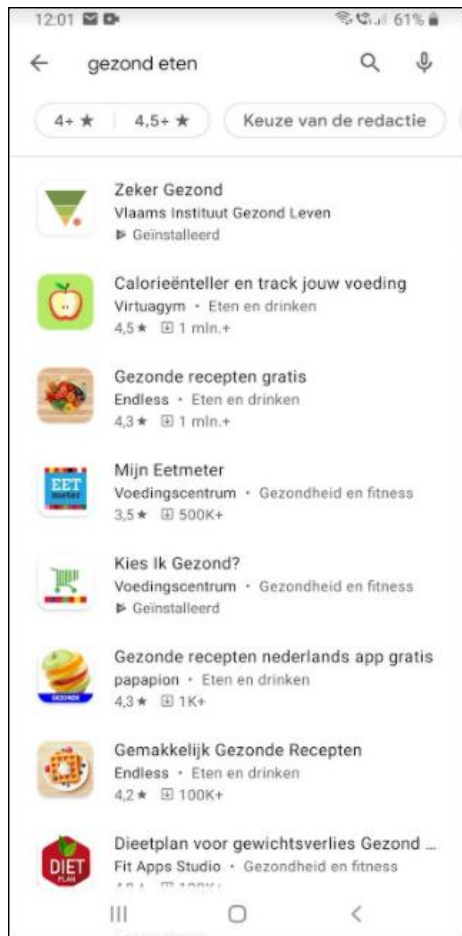 12:01 61%
gezond eten
4+ ★ 4,5+ ★ Keuze van de redactie
Zeker Gezond
Vlaams Instituut Gezond Leven
Geïnstalleerd
Calorieënteller en track jouw voeding
Virtuagym • Eten en drinken
4,5 ★ 1 mln.+
Gezonde recepten gratis
Endless • Eten en drinken
4,3 ★ 1 mln.+
EET
meter
Mijn Eetmeter
Voedingscentrum • Gezondheid en fitness
3,5 ★ 500K+
Kies Ik Gezond?
Voedingscentrum • Gezondheid en fitness
Geïnstalleerd
GEZONDE
Gezonde recepten nederlands app gratis
papapion • Eten en drinken
4,3 ★ 1K+
Gemakkelijk Gezonde Recepten
Endless • Eten en drinken
4,2 ★ 100K+
DIET
PLAN
Dieetplan voor gewichtsverlies Gezond ...
Fit Apps Studio • Gezondheid en fitness